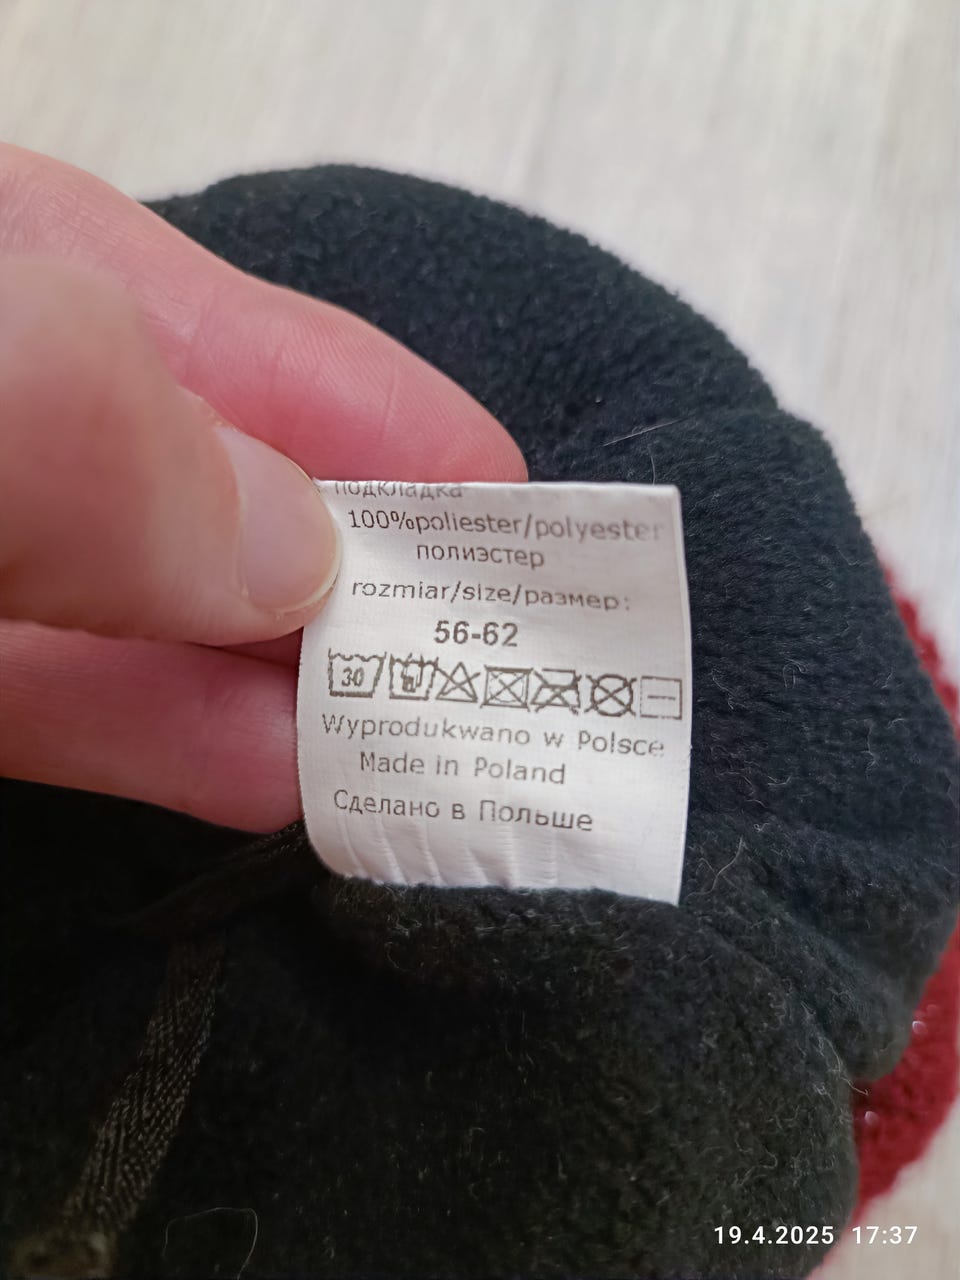 подкладка
100%poliester/polyester
полиэстер
rozmiar/size/размер:
56-62
30
Wyprodukwano w Polsce
Made in Poland
Сделано в Польше
19.4.2025 17:37